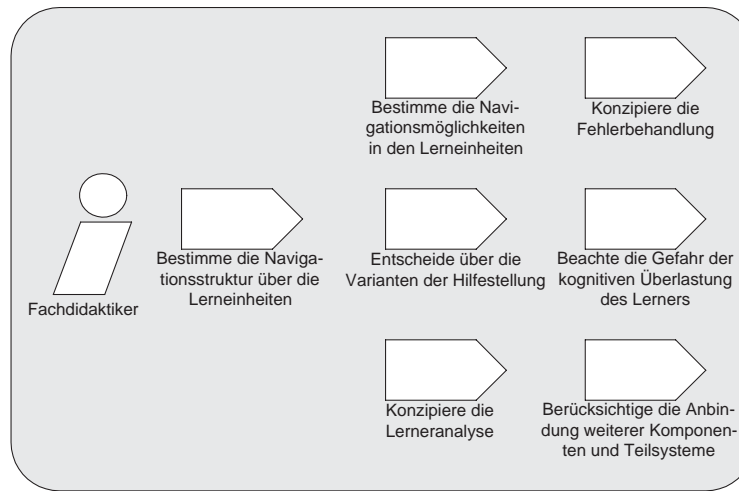 Bestimme die Navi-
gationsmöglichkeiten
in den Lerneinheiten
Konzipiere die
Fehlerbehandlung
Fachdidaktiker
Bestimme die Naviga-
tionsstruktur über die
Lerneinheiten
Entscheide über die
Varianten der Hilfestellung
Beachte die Gefahr der
kognitiven Überlastung
des Lerners
Konzipiere die
Lerneranalyse
Berücksichtige die Anbin-
dung weiterer Komponen-
ten und Teilsysteme